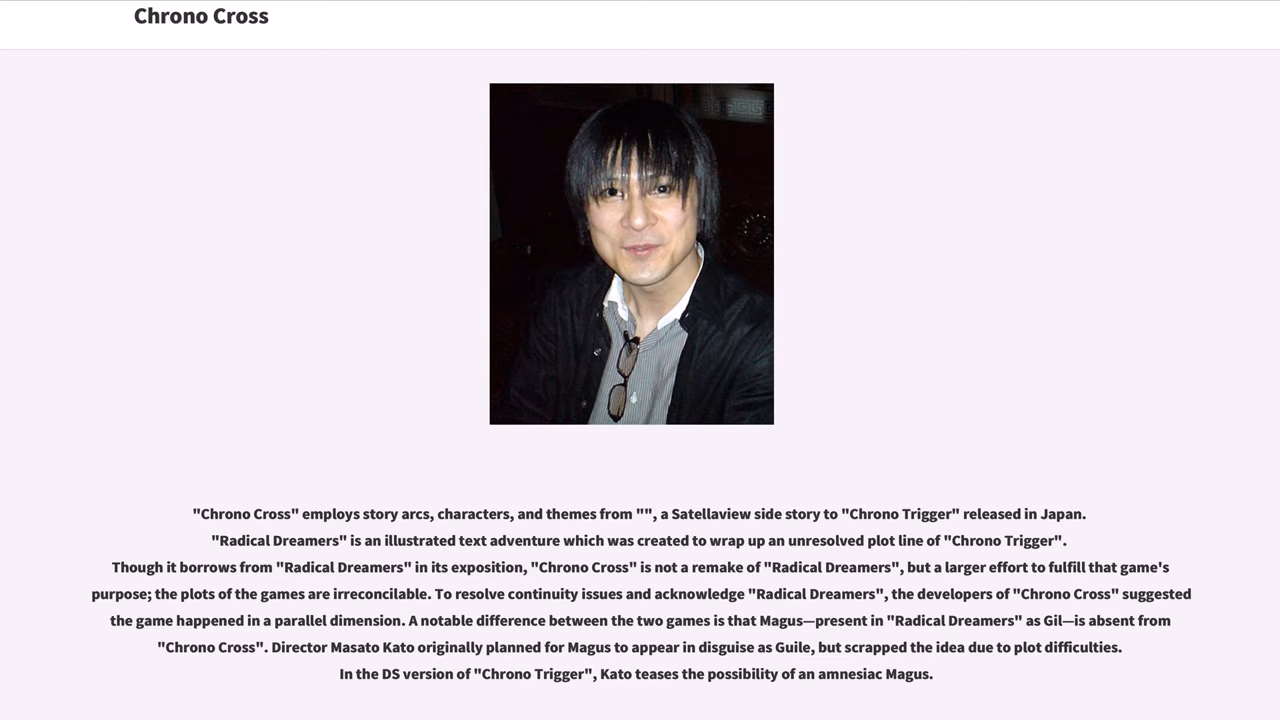 Chrono Cross
"Chrono Cross" employs story arcs, characters, and themes from "", a Satellaview side story to "Chrono Trigger" released in Japan.
"Radical Dreamers" is an illustrated text adventure which was created to wrap up an unresolved plot line of "Chrono Trigger".
Though it borrows from "Radical Dreamers" in its exposition, "Chrono Cross" is not a remake of "Radical Dreamers", but a larger effort to fulfill that game's
purpose; the plots of the games are irreconcilable. To resolve continuity issues and acknowledge "Radical Dreamers", the developers of "Chrono Cross" suggested
the game happened in a parallel dimension. A notable difference between the two games is that Magus—present in "Radical Dreamers" as Gil—is absent from
"Chrono Cross". Director Masato Kato originally planned for Magus to appear in disguise as Guile, but scrapped the idea due to plot difficulties.
In the DS version of "Chrono Trigger", Kato teases the possibility of an amnesiac Magus.